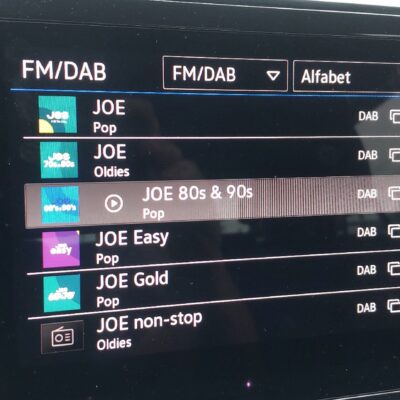 FM/DAB FM/DAB Alfabet
JOE DAB
Pop
JOE DAB
Oldies
JOE 80s & 90s DAB
Pop
JOE Easy DAB
Pop
JOE Gold DAB
Pop
JOE non-stop DAB
Oldies